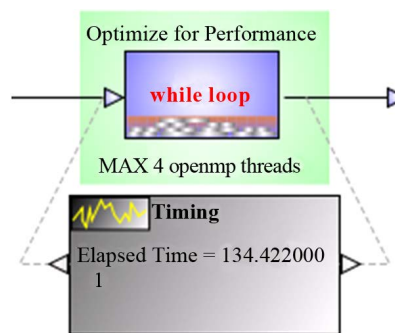 Optimize for Performance
while loop
MAX 4 openmp threads
Timing
Elapsed Time = 134.422000
1